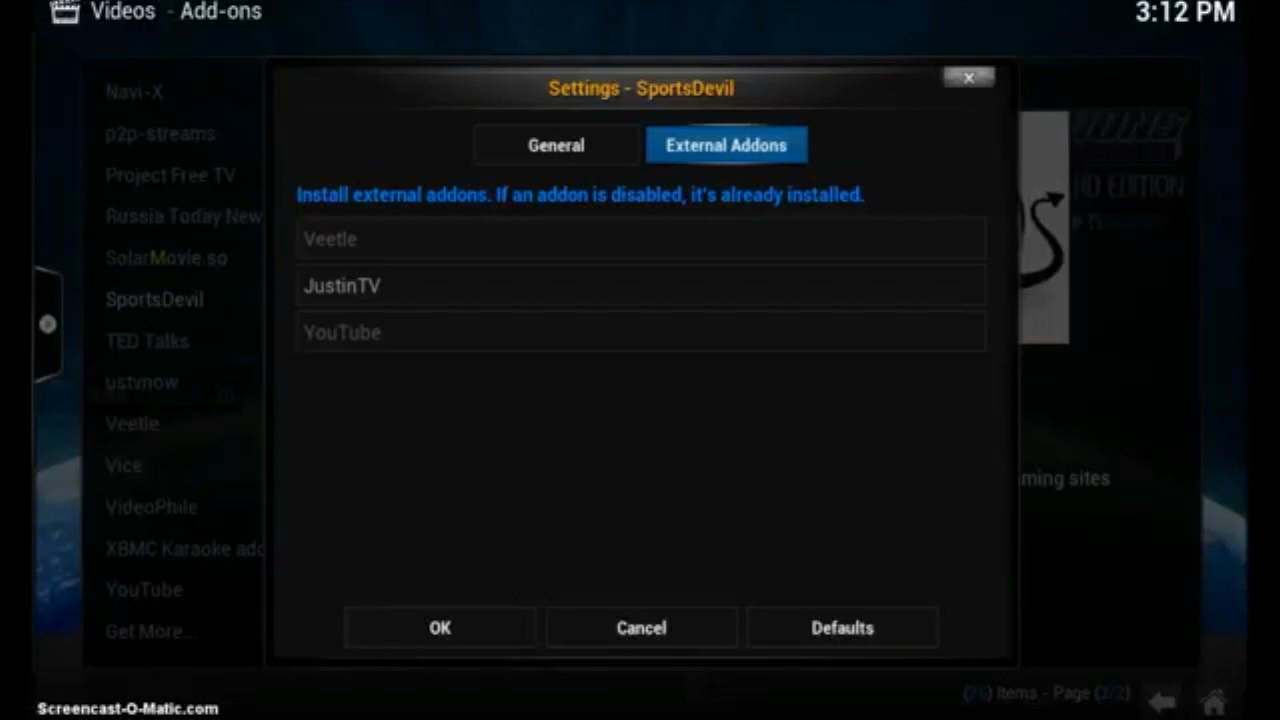 Videos - Add-ons
3:12 PM
Navi-X
p2p-streams
Project Free TV
Russia Today New
SolarMovie.so
SportsDevil
TED Talks
ustvnow
Veetle
Vice
VideoPhile
XBMC Karaoke add
YouTube
Get More...
Settings - SportsDevil
General
External Addons
Install external addons. If an addon is disabled, it's already installed.
Veetle
JustinTV
YouTube
OK
Cancel
Defaults
EDITION
ming sites
Items - Page (2/2)
Screencast-O-Matic.com